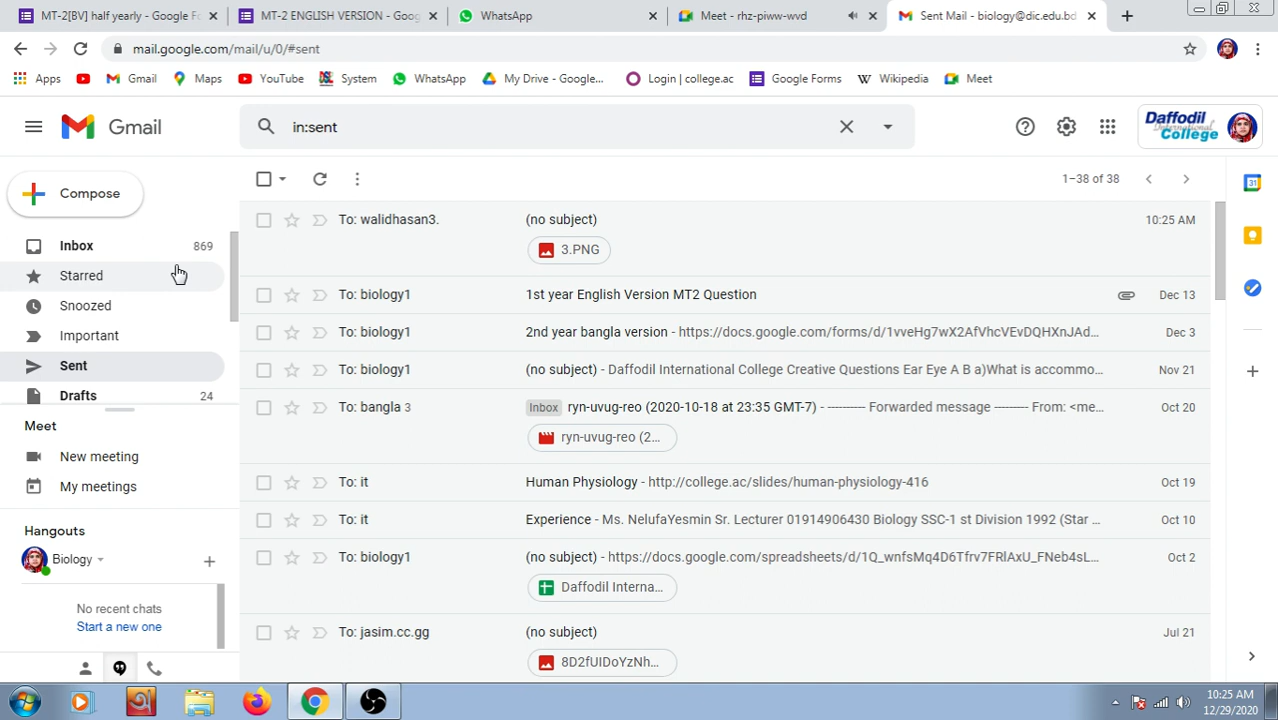 MT-2[BV] half yearly - Google Fo
MT-2 ENGLISH VERSION - Goog
WhatsApp
Meet - rhz-piww-wvd
Sent Mail - biology@dic.edu.bd
mail.google.com/mail/u/0/#sent
Apps
Gmail
Maps
YouTube
System
WhatsApp
My Drive - Google...
Login | college.ac
Google Forms
Wikipedia
Meet
Gmail
in:sent
Daffodil
International
College
Compose
1–38 of 38
Inbox 869
Starred
Snoozed
Important
Sent
Drafts 24
Meet
New meeting
My meetings
Hangouts
Biology
No recent chats
Start a new one
To: walidhasan3. (no subject) 10:25 AM
3.PNG
To: biology1 1st year English Version MT2 Question Dec 13
To: biology1 2nd year bangla version - https://docs.google.com/forms/d/1vveHg7wX2AfVhcVEvDQHXnJAd... Dec 3
To: biology1 (no subject) - Daffodil International College Creative Questions Ear Eye A B a)What is accommo... Nov 21
To: bangla 3 Inbox ryn-uvug-reo (2020-10-18 at 23:35 GMT-7) - ---------- Forwarded message --------- From: <me... Oct 20
ryn-uvug-reo (2...
To: it Human Physiology - http://college.ac/slides/human-physiology-416 Oct 19
To: it Experience - Ms. NelufaYesmin Sr. Lecturer 01914906430 Biology SSC-1 st Division 1992 (Star ... Oct 10
To: biology1 (no subject) - https://docs.google.com/spreadsheets/d/1Q_wnfsMq4D6Tfrv7FRlAxU_FNeb4sL... Oct 2
Daffodil Interna...
To: jasim.cc.gg (no subject) Jul 21
8D2fUIDoYzNh...
31
10:25 AM
12/29/2020